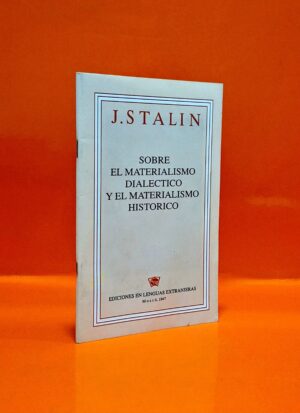 J. STALIN
SOBRE
EL MATERIALISMO
DIALECTICO
Y EL MATERIALISMO
HISTORICO
EDICIONES EN LENGUAS EXTRANJERAS